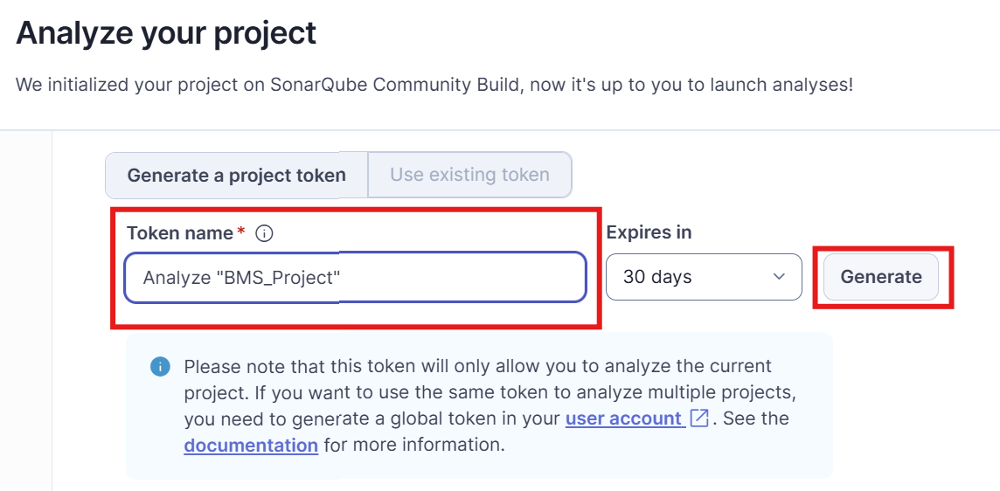 Analyze your project
We initialized your project on SonarQube Community Build, now it's up to you to launch analyses!
Generate a project token
Use existing token
Token name*
Expires in
Analyze "BMS_Project"
30 days
Generate
Please note that this token will only allow you to analyze the current
project. If you want to use the same token to analyze multiple projects,
you need to generate a global token in your user account . See the
documentation for more information.